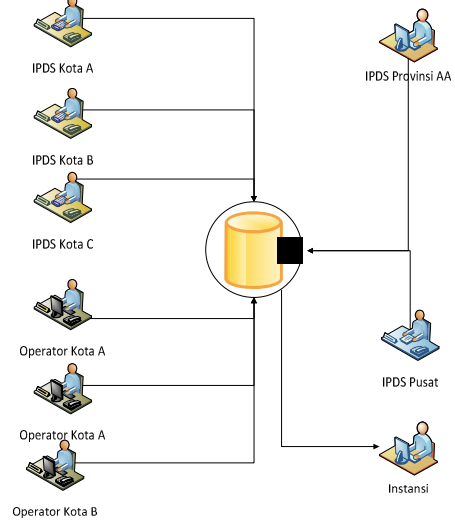 IPDS Kota A
IPDS Provinsi AA
IPDS Kota B
IPDS Kota C
Operator Kota A
IPDS Pusat
Operator Kota A
Instansi
Operator Kota B